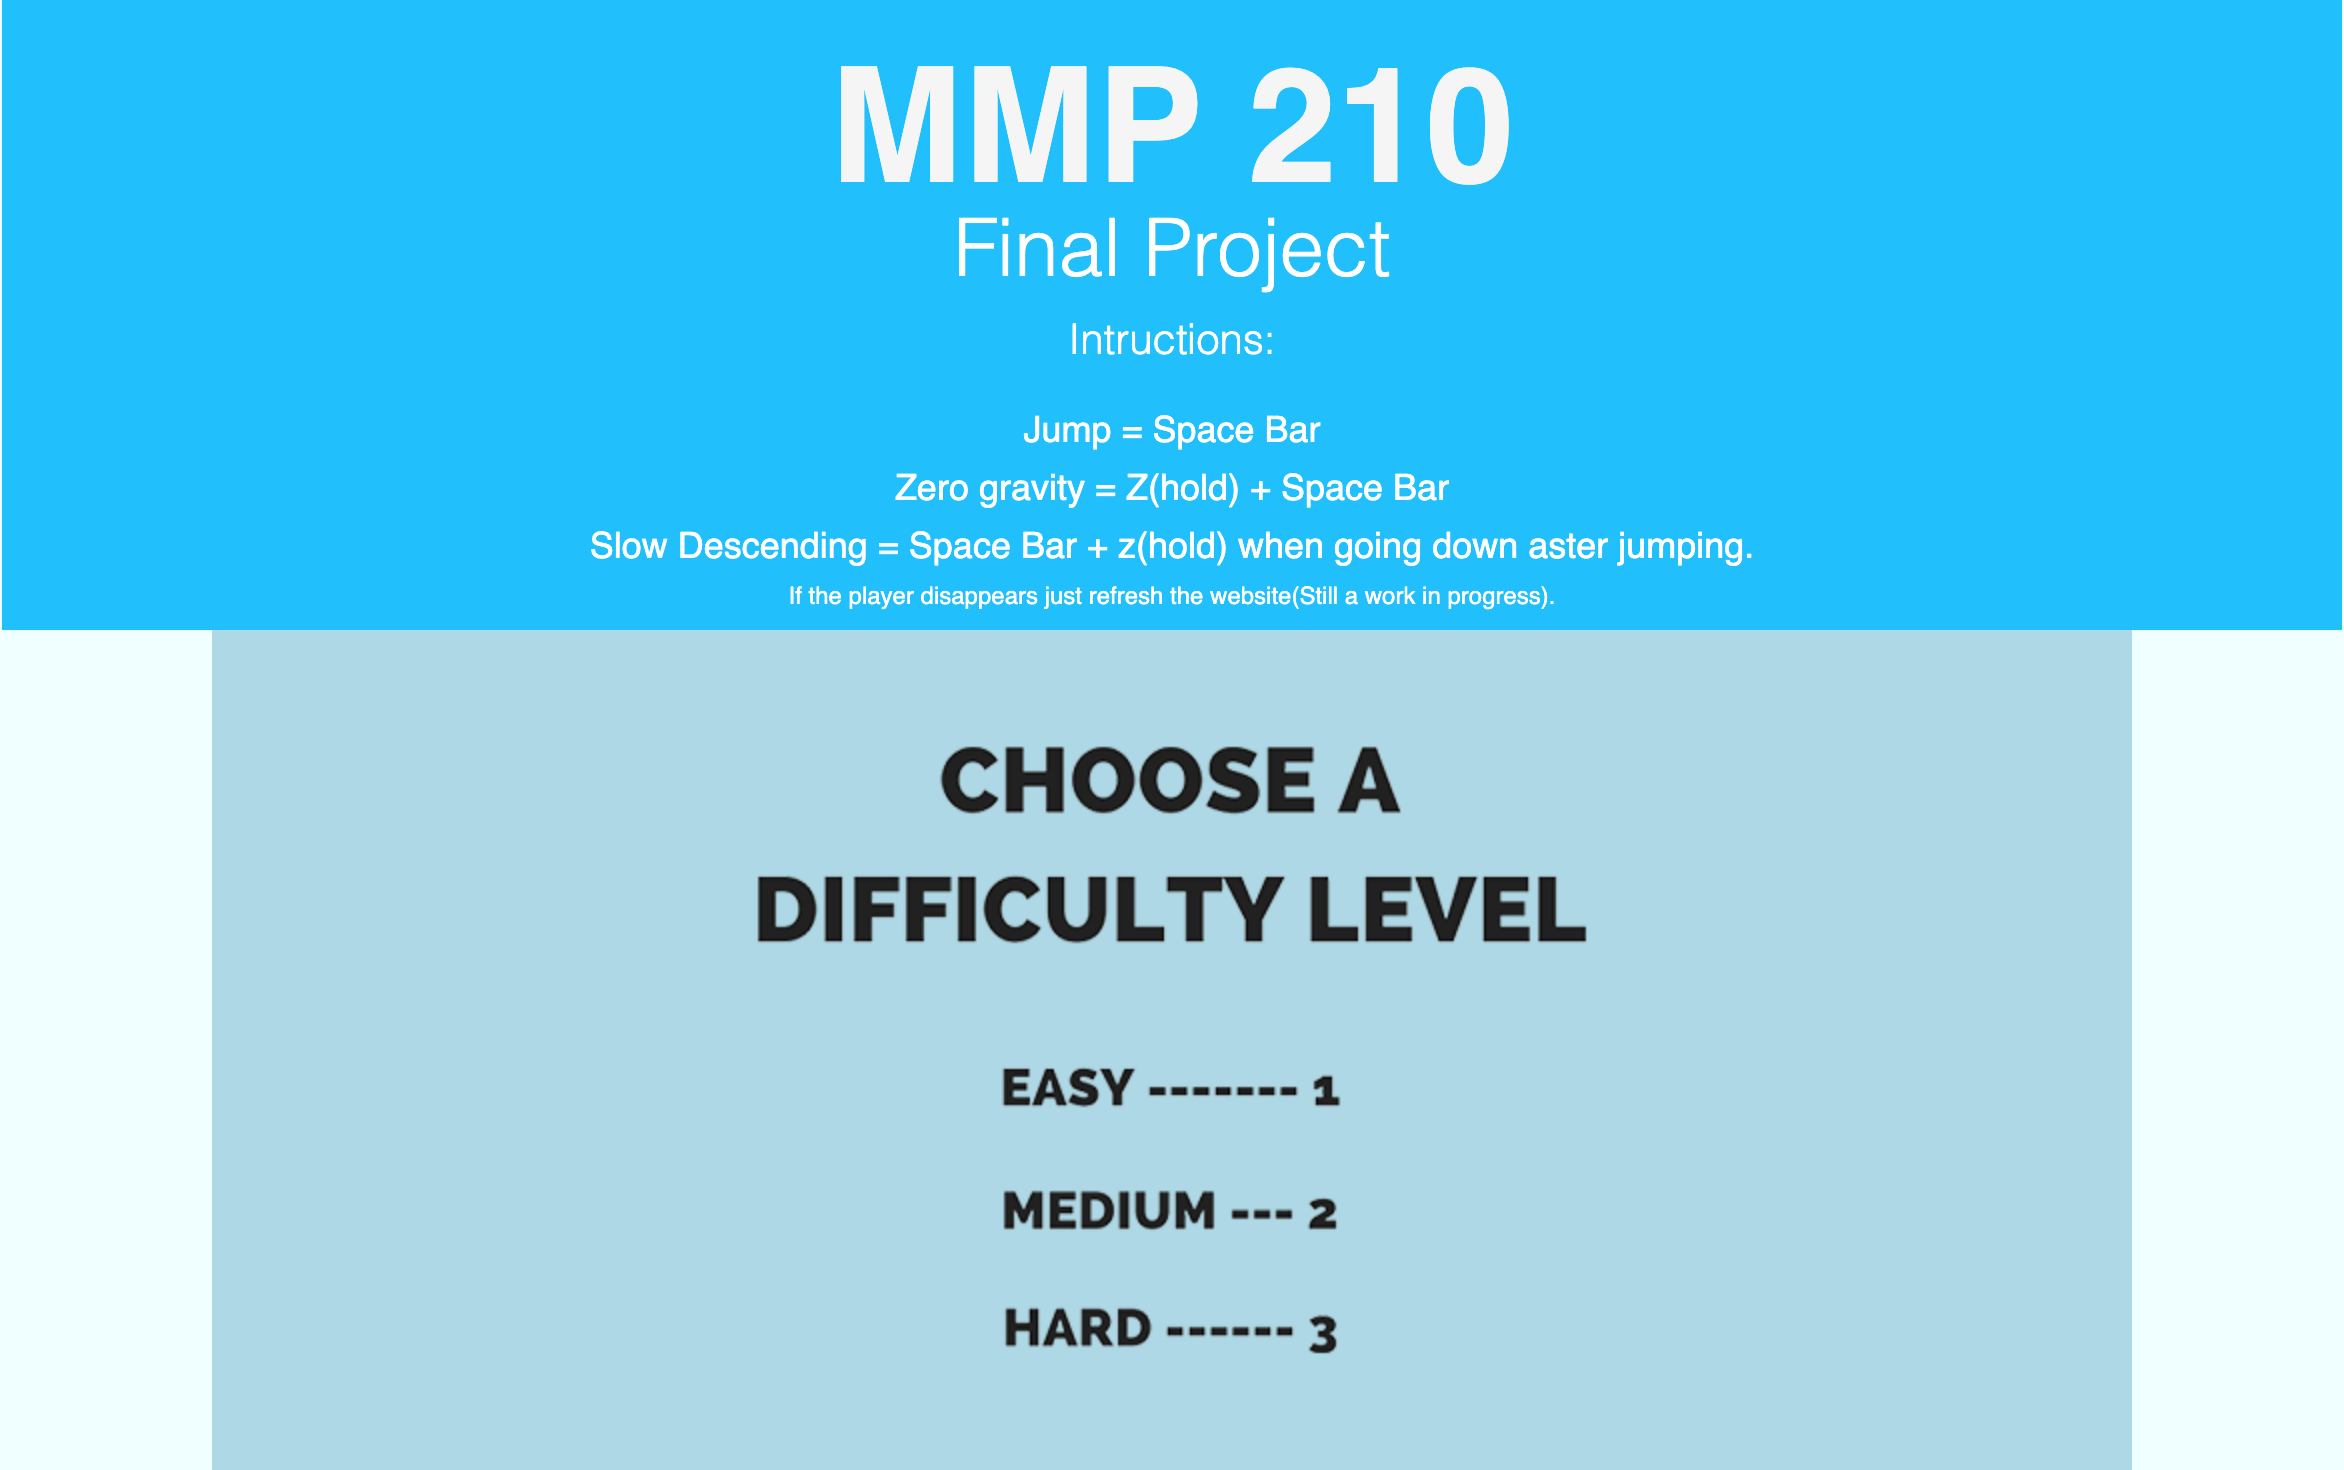 MMP 210
Final Project
Intructions:
Jump = Space Bar
Zero gravity = Z(hold) + Space Bar
Slow Descending = Space Bar + z(hold) when going down aster jumping.
If the player disappears just refresh the website(Still a work in progress).
CHOOSE A
DIFFICULTY LEVEL
EASY ------- 1
MEDIUM --- 2
HARD ------ 3